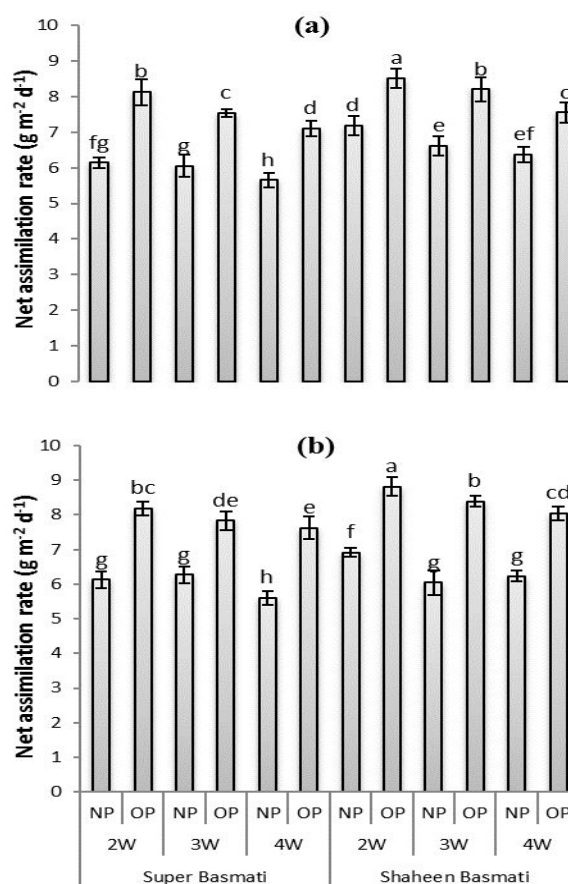 (a)
Net assimilation rate (g m⁻² d⁻¹)
10
9
8
7
6
5
4
3
2
1
0
fg b g c h d d a e b ef c
(b)
Net assimilation rate (g m⁻² d⁻¹)
10
9
8
7
6
5
4
3
2
1
0
g bc g de h e f a g b g cd
NP OP NP OP NP OP NP OP NP OP NP OP
2W 3W 4W 2W 3W 4W
Super Basmati Shaheen Basmati